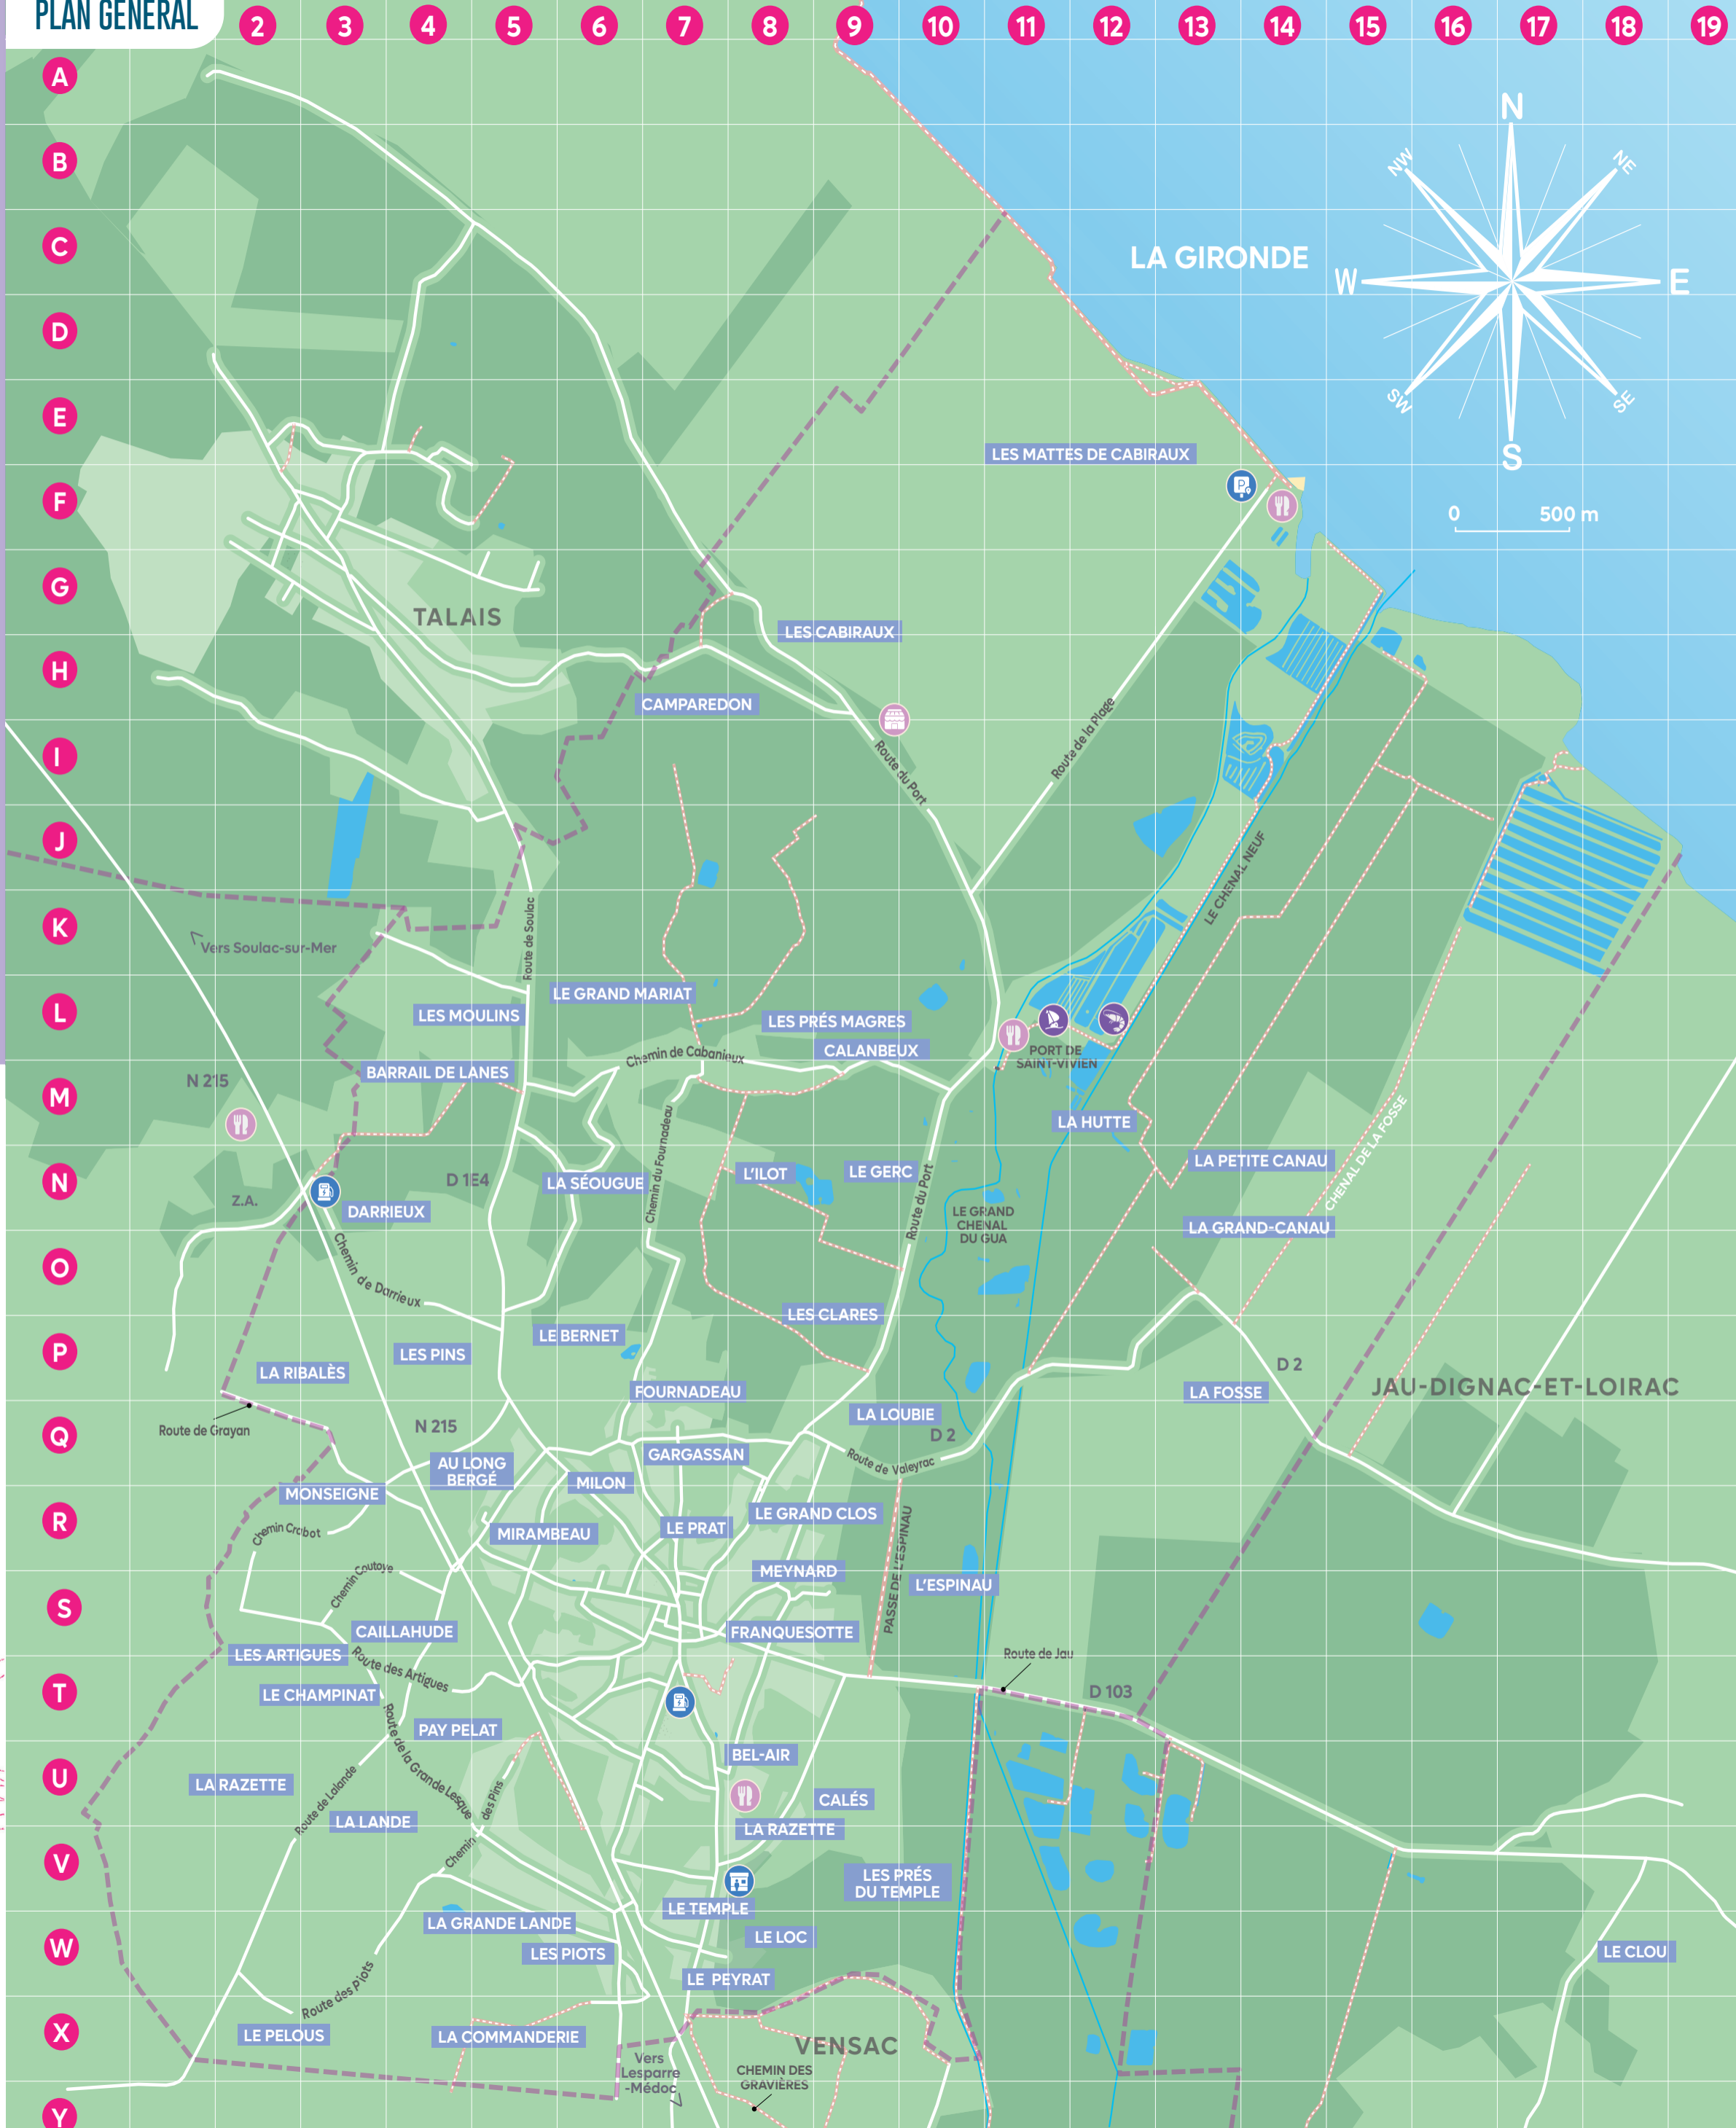 PLAN GÉNÉRAL
2 3 4 5 6 7 8 9 10 11 12 13 14 15 16 17 18 19
A
B
C
D
E
F
G
H
I
J
K
L
M
N
O
P
Q
R
S
T
U
V
W
X
Y
N
NW
NE
LA GIRONDE
W
E
SW
SE
S
LES MATTES DE CABIRAUX
P
0 500 m
TALAIS
LES CABIRAUX
CAMPAREDON
Route du Port
Route de la Plage
LE CHENAL NEUF
Route de Soulac
Vers Soulac-sur-Mer
LE GRAND MARIAT
LES MOULINS
LES PRÉS MAGRES
CALANBEUX
Chemin de Cabanieux
PORT DE
SAINT-VIVIEN
BARRAIL DE LANES
N 215
LA HUTTE
CHENAL DE LA FOSSE
LA PETITE CANAU
Chemin du Fournadeau
L'ILOT
LE GERC
D 1E4
LA SÉOUGUE
Z.A.
DARRIEUX
Route du Port
LE GRAND
CHENAL
DU GUA
LA GRAND-CANAU
Chemin de Darrieux
LES CLARES
LE BERNET
LES PINS
D 2
LA RIBALÈS
JAU-DIGNAC-ET-LOIRAC
FOURNADEAU
LA FOSSE
Route de Grayan
N 215
LA LOUBIE
D 2
GARGASSAN
Route de Valeyrac
AU LONG
BERGÉ
MILON
MONSEIGNE
LE GRAND CLOS
Chemin Crabot
MIRAMBEAU
LE PRAT
PASSE DE L'ESPINAU
Chemin Coutoye
MEYNARD
L'ESPINAU
CAILLAHUDE
FRANQUESOTTE
LES ARTIGUES
Route des Artigues
Route de Jau
LE CHAMPINAT
D 103
PAY PELAT
Route de la Grande Lesque
BEL-AIR
LA RAZETTE
Route de Lalande
Chemin des Pins
CALÉS
LA LANDE
LA RAZETTE
LES PRÉS
DU TEMPLE
LE TEMPLE
LA GRANDE LANDE
LE LOC
LES PIOTS
LE CLOU
LE PEYRAT
Route des Piots
LE PELOUS
LA COMMANDERIE
VENSAC
Vers
Lesparre
-Médoc
CHEMIN DES
GRAVIÈRES